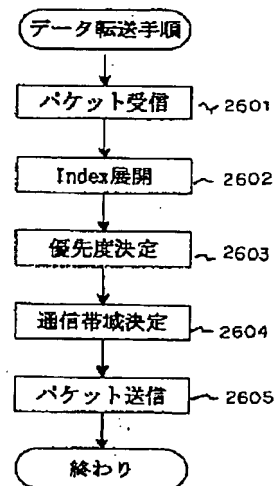 データ転送手順
パケット受信 2601
Index展開 2602
優先度決定 2603
通信帯域決定 2604
パケット送信 2605
終わり